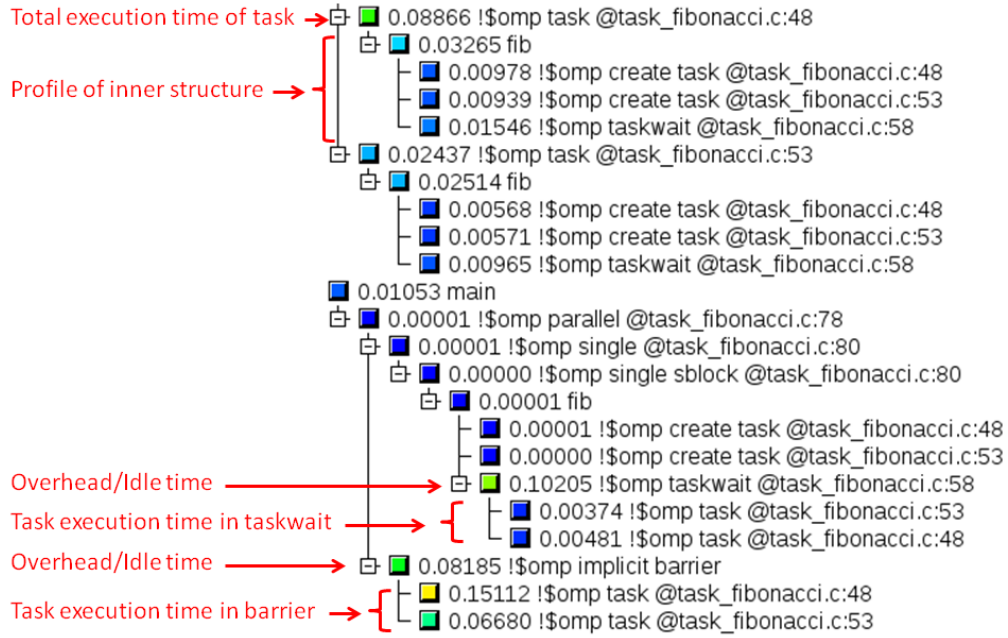 Total execution time of task 0.08866 !$omp task @task_fibonacci.c:48
0.03265 fib
Profile of inner structure 0.00978 !$omp create task @task_fibonacci.c:48
0.00939 !$omp create task @task_fibonacci.c:53
0.01546 !$omp taskwait @task_fibonacci.c:58
0.02437 !$omp task @task_fibonacci.c:53
0.02514 fib
0.00568 !$omp create task @task_fibonacci.c:48
0.00571 !$omp create task @task_fibonacci.c:53
0.00965 !$omp taskwait @task_fibonacci.c:58
0.01053 main
0.00001 !$omp parallel @task_fibonacci.c:78
0.00001 !$omp single @task_fibonacci.c:80
0.00000 !$omp single sblock @task_fibonacci.c:80
0.00001 fib
0.00001 !$omp create task @task_fibonacci.c:48
0.00000 !$omp create task @task_fibonacci.c:53
Overhead/Idle time 0.10205 !$omp taskwait @task_fibonacci.c:58
Task execution time in taskwait 0.00374 !$omp task @task_fibonacci.c:53
0.00481 !$omp task @task_fibonacci.c:48
Overhead/Idle time 0.08185 !$omp implicit barrier
Task execution time in barrier 0.15112 !$omp task @task_fibonacci.c:48
0.06680 !$omp task @task_fibonacci.c:53